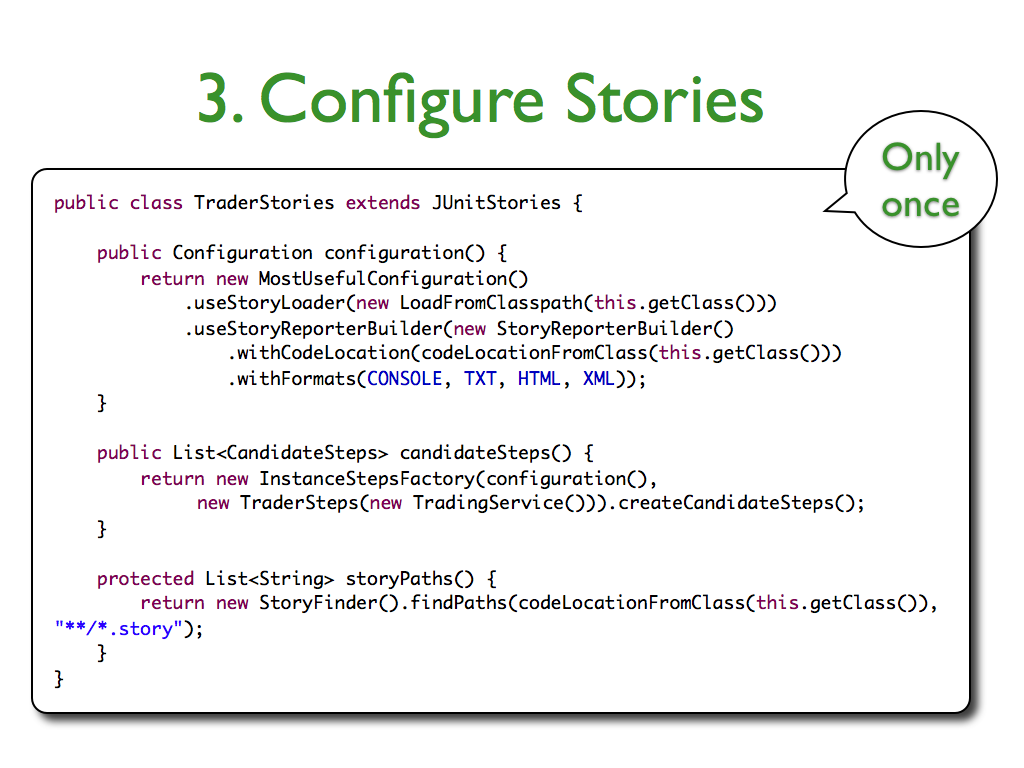 3. Configure Stories
Only
once
public class TraderStories extends JUnitStories {
    public Configuration configuration() {
        return new MostUsefulConfiguration()
            .useStoryLoader(new LoadFromClasspath(this.getClass()))
            .useStoryReporterBuilder(new StoryReporterBuilder()
                .withCodeLocation(codeLocationFromClass(this.getClass()))
                .withFormats(CONSOLE, TXT, HTML, XML));
    }
    public List<CandidateSteps> candidateSteps() {
        return new InstanceStepsFactory(configuration(),
             new TraderSteps(new TradingService())).createCandidateSteps();
    }
    protected List<String> storyPaths() {
        return new StoryFinder().findPaths(codeLocationFromClass(this.getClass()),
"**/*.story");
    }
}